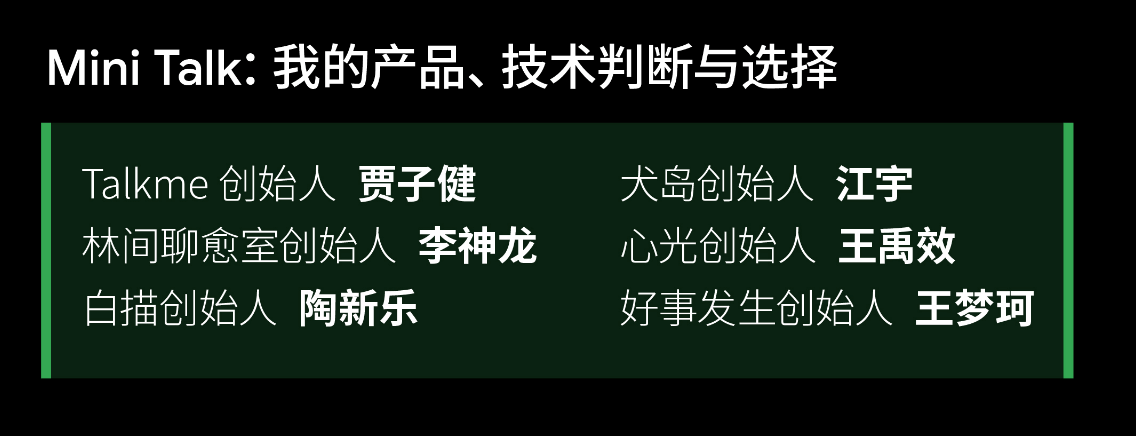 Mini Talk: 我的产品、技术判断与选择
Talkme 创始人 贾子健
林间聊愈室创始人 李神龙
白描创始人 陶新乐
犬岛创始人 江宇
心光创始人 王禹效
好事发生创始人 王梦珂